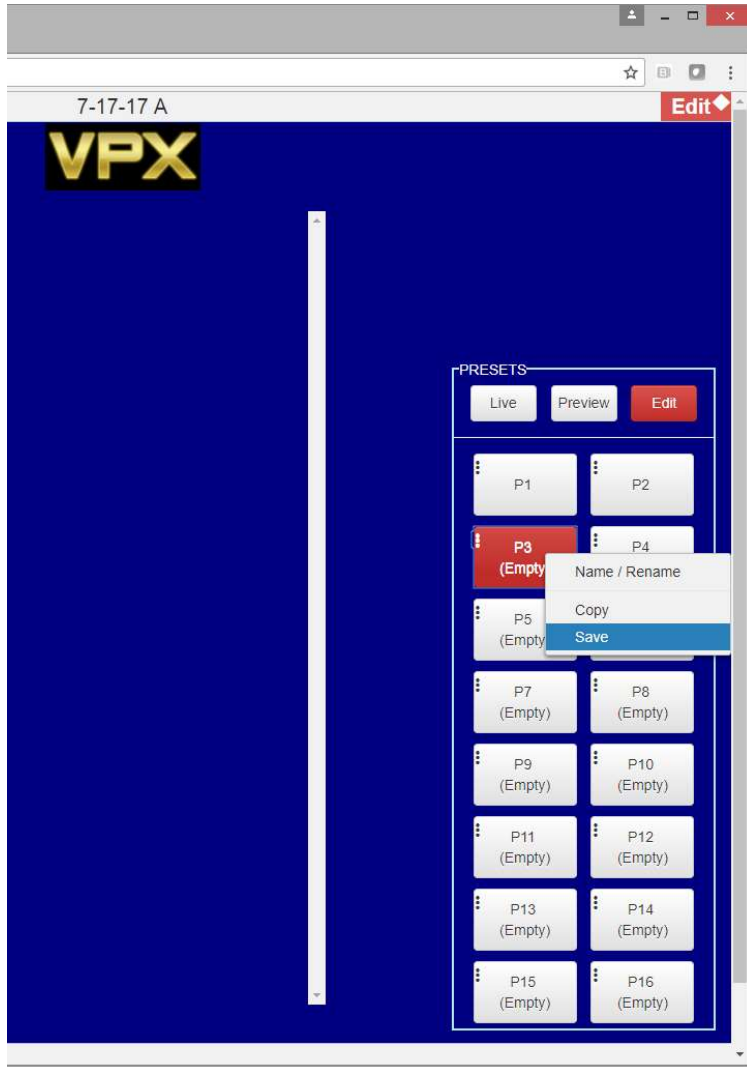 7-17-17 A
Edit
VPX
PRESETS
Live Preview Edit
P1 P2
P3 P4
(Empty
Name / Rename
Copy
Save
P5
(Empty
P7 P8
(Empty) (Empty)
P9 P10
(Empty) (Empty)
P11 P12
(Empty) (Empty)
P13 P14
(Empty) (Empty)
P15 P16
(Empty) (Empty)